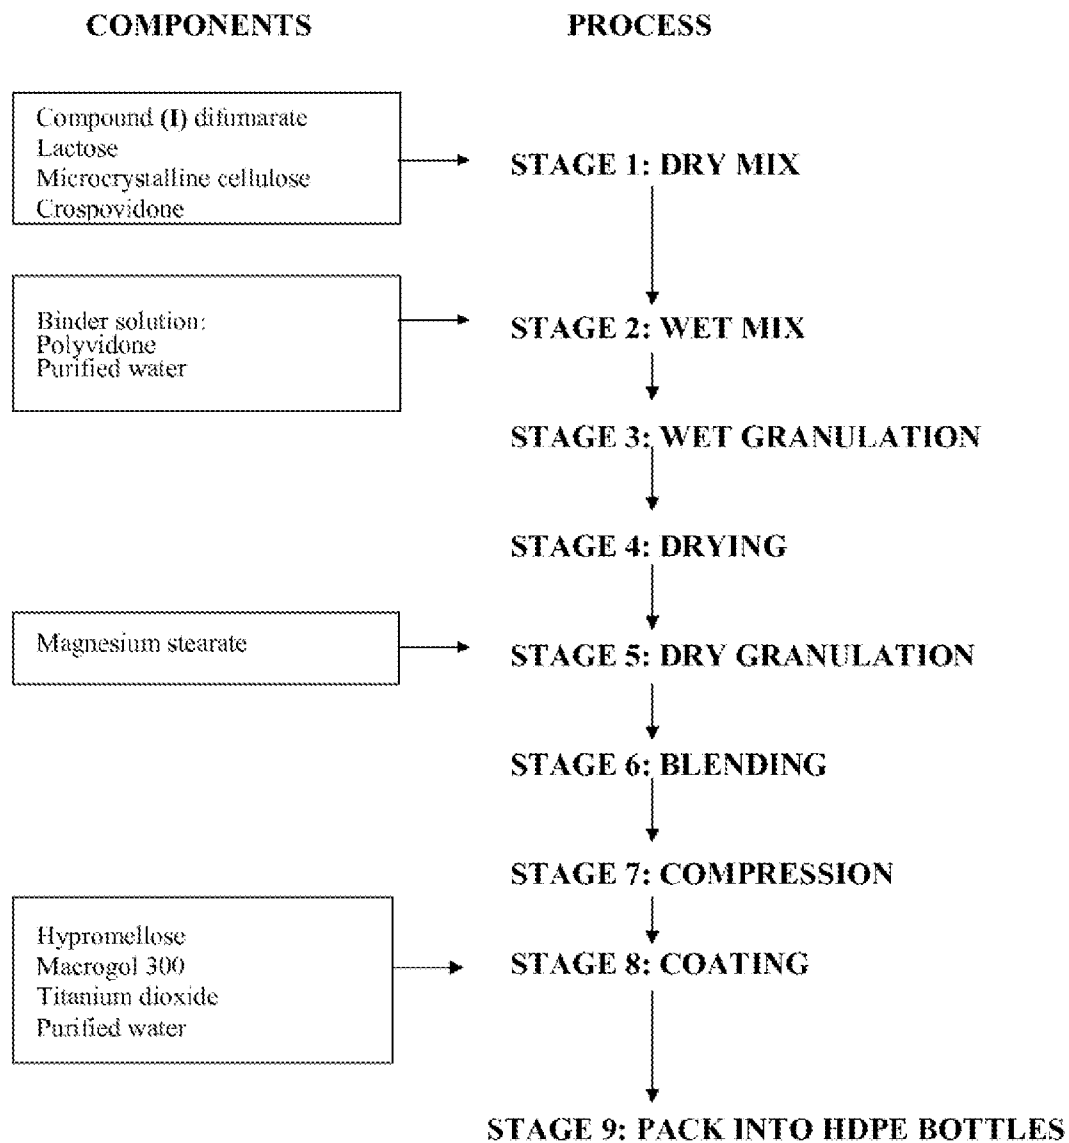 COMPONENTS
PROCESS
Compound (I) difumarate
Lactose
Microcrystalline cellulose
Crospovidone
STAGE 1: DRY MIX
Binder solution:
Polyvidone
Purified water
STAGE 2: WET MIX
STAGE 3: WET GRANULATION
STAGE 4: DRYING
Magnesium stearate
STAGE 5: DRY GRANULATION
STAGE 6: BLENDING
STAGE 7: COMPRESSION
Hypromellose
Macrogol 300
Titanium dioxide
Purified water
STAGE 8: COATING
STAGE 9: PACK INTO HDPE BOTTLES